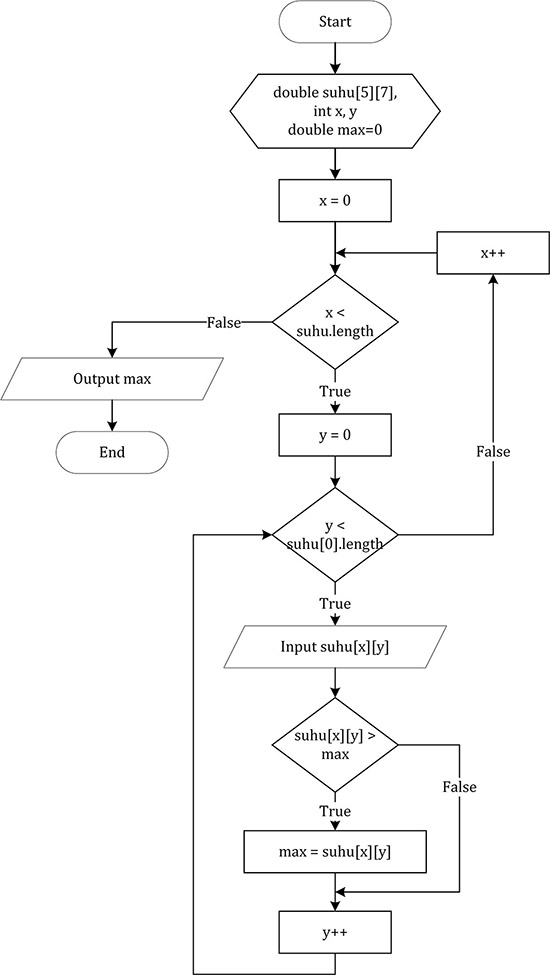 Start
double suhu[5][7],
int x, y
double max=0
x = 0
x++
x <
suhu.length
False
Output max
End
True
y = 0
False
y <
suhu[0].length
True
Input suhu[x][y]
suhu[x][y] >
max
False
True
max = suhu[x][y]
y++